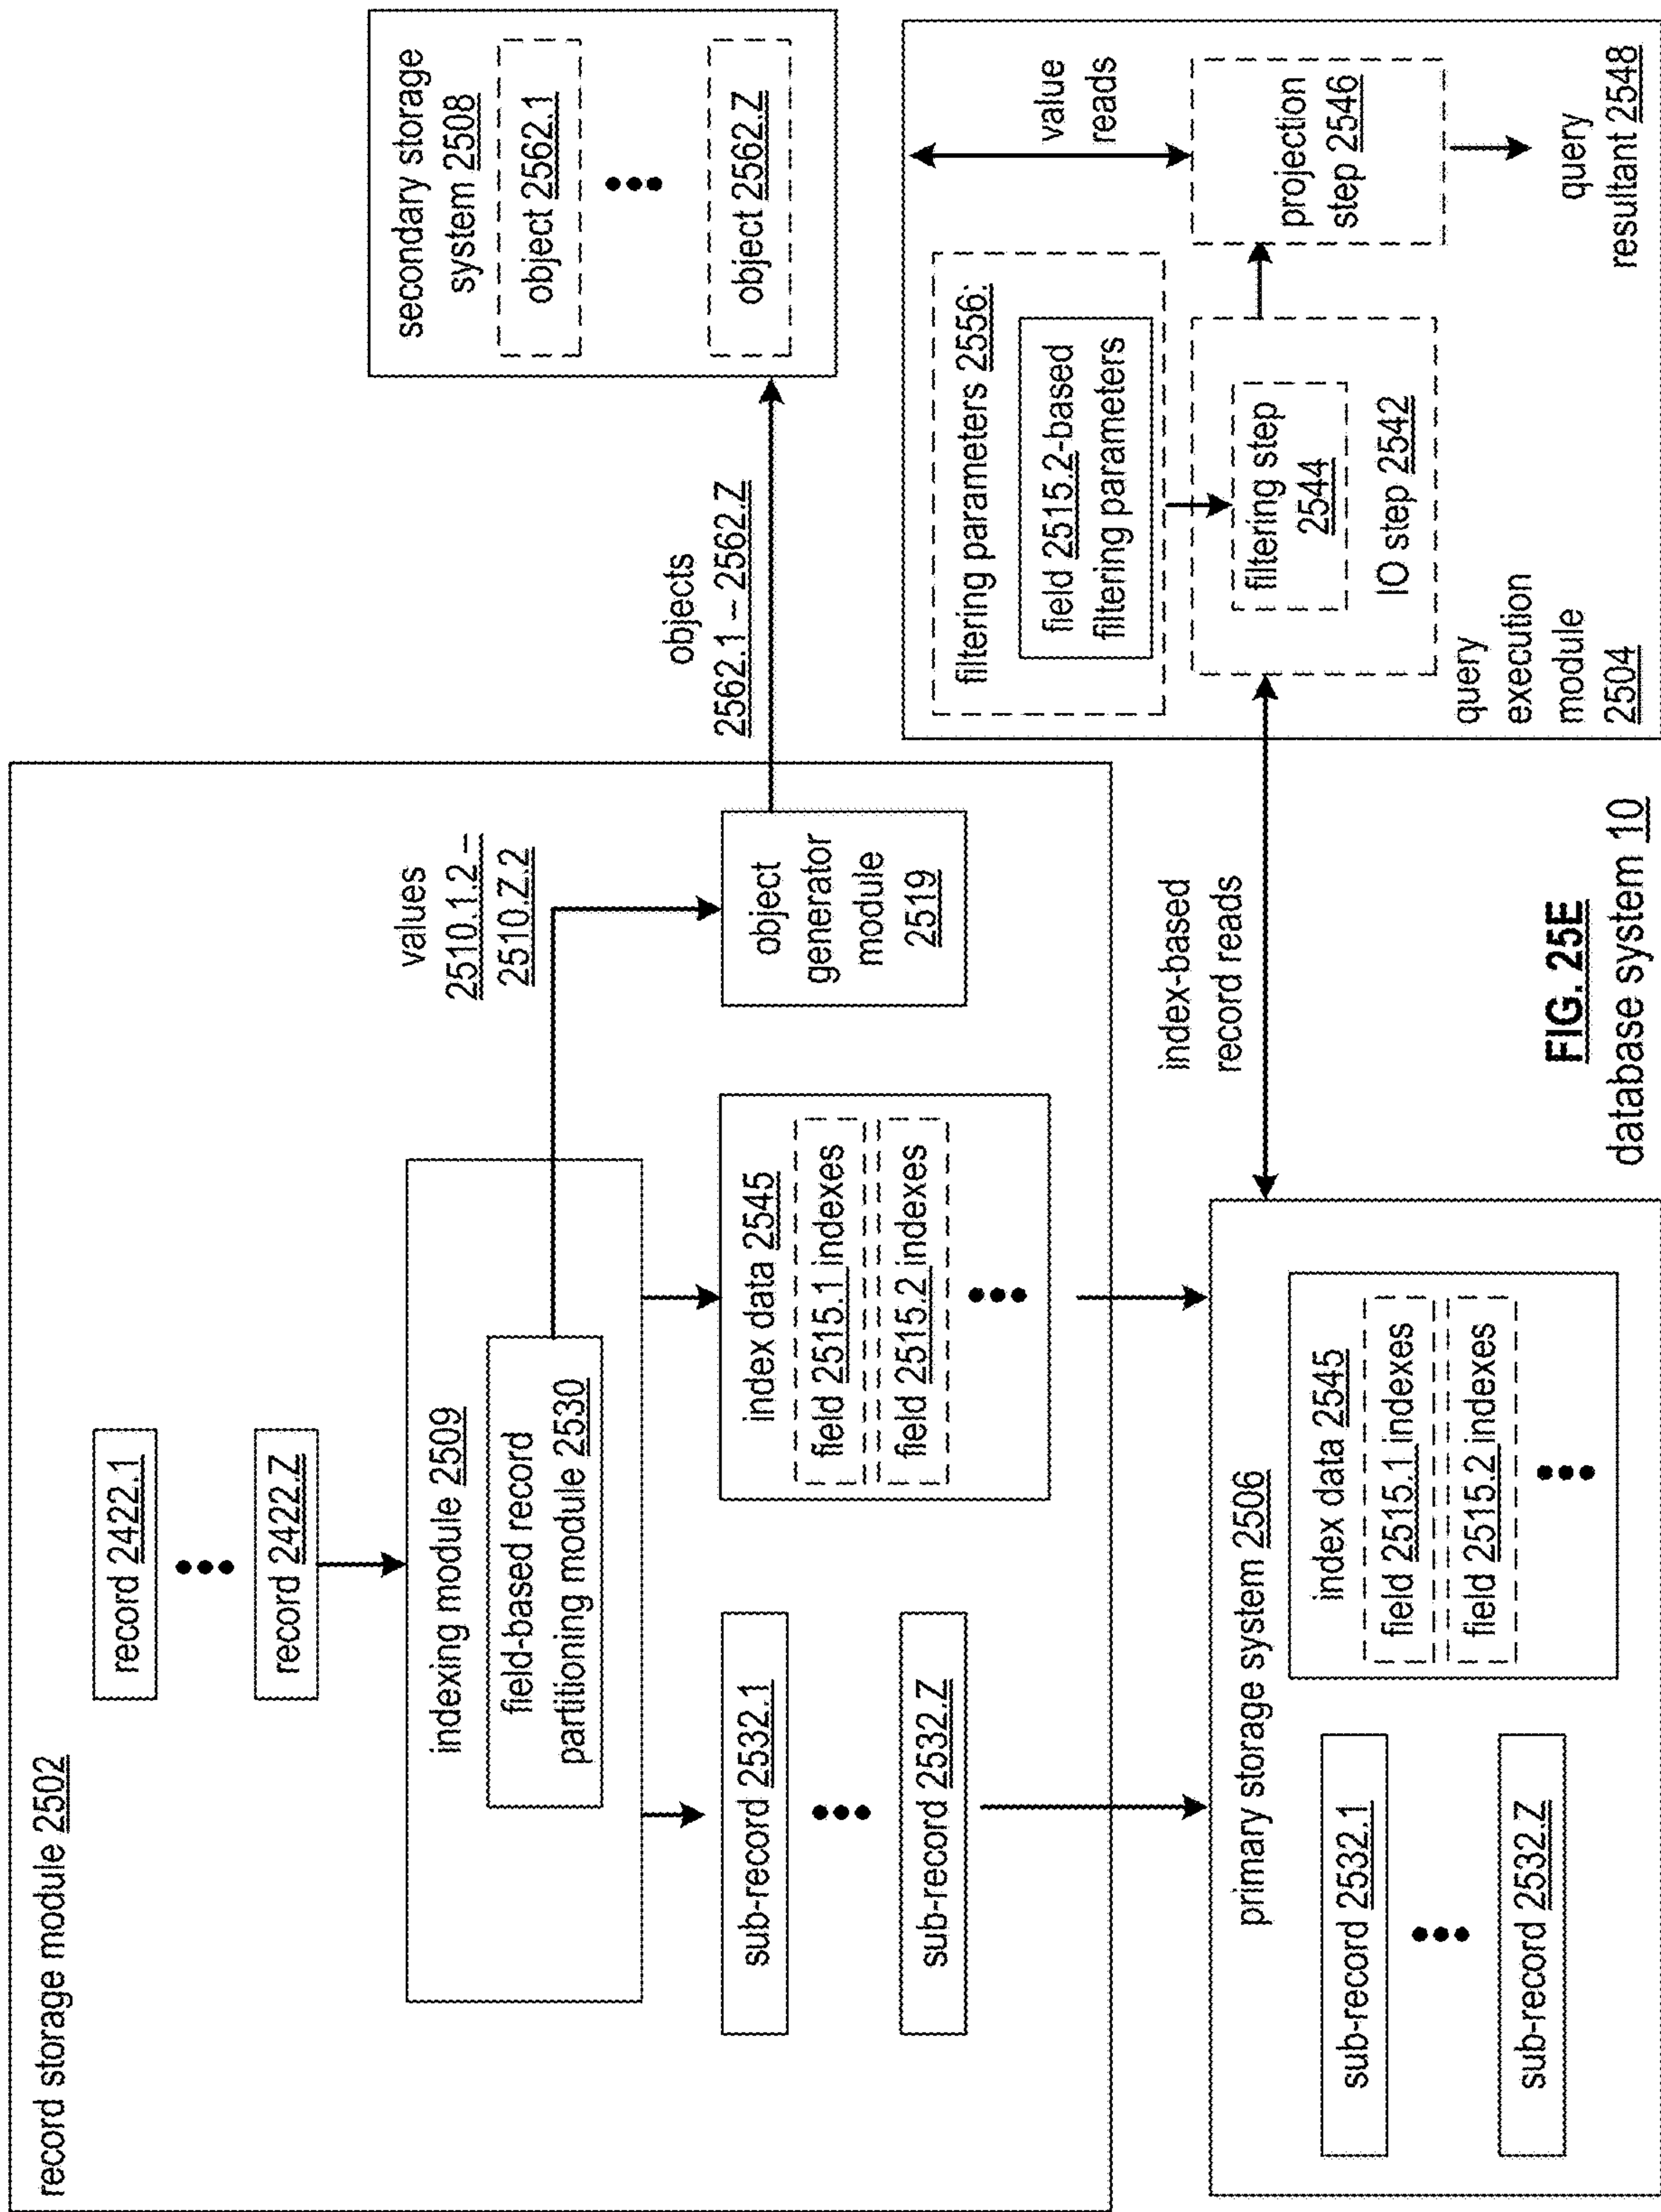 record storage module 2502
record 2422.1
record 2422.Z
indexing module 2509
field-based record
partitioning module 2530
values
2510.1.2 –
2510.Z.2
sub-record 2532.1
sub-record 2532.Z
index data 2545
field 2515.1 indexes
field 2515.2 indexes
object
generator
module
2519
objects
2562.1 – 2562.Z
secondary storage
system 2508
object 2562.1
object 2562.Z
primary storage system 2506
sub-record 2532.1
sub-record 2532.Z
index data 2545
field 2515.1 indexes
field 2515.2 indexes
index-based
record reads
value
reads
filtering parameters 2556:
field 2515.2-based
filtering parameters
filtering step
2544
IO step 2542
projection
step 2546
query
execution
module
2504
query
resultant 2548
FIG. 25E
database system 10